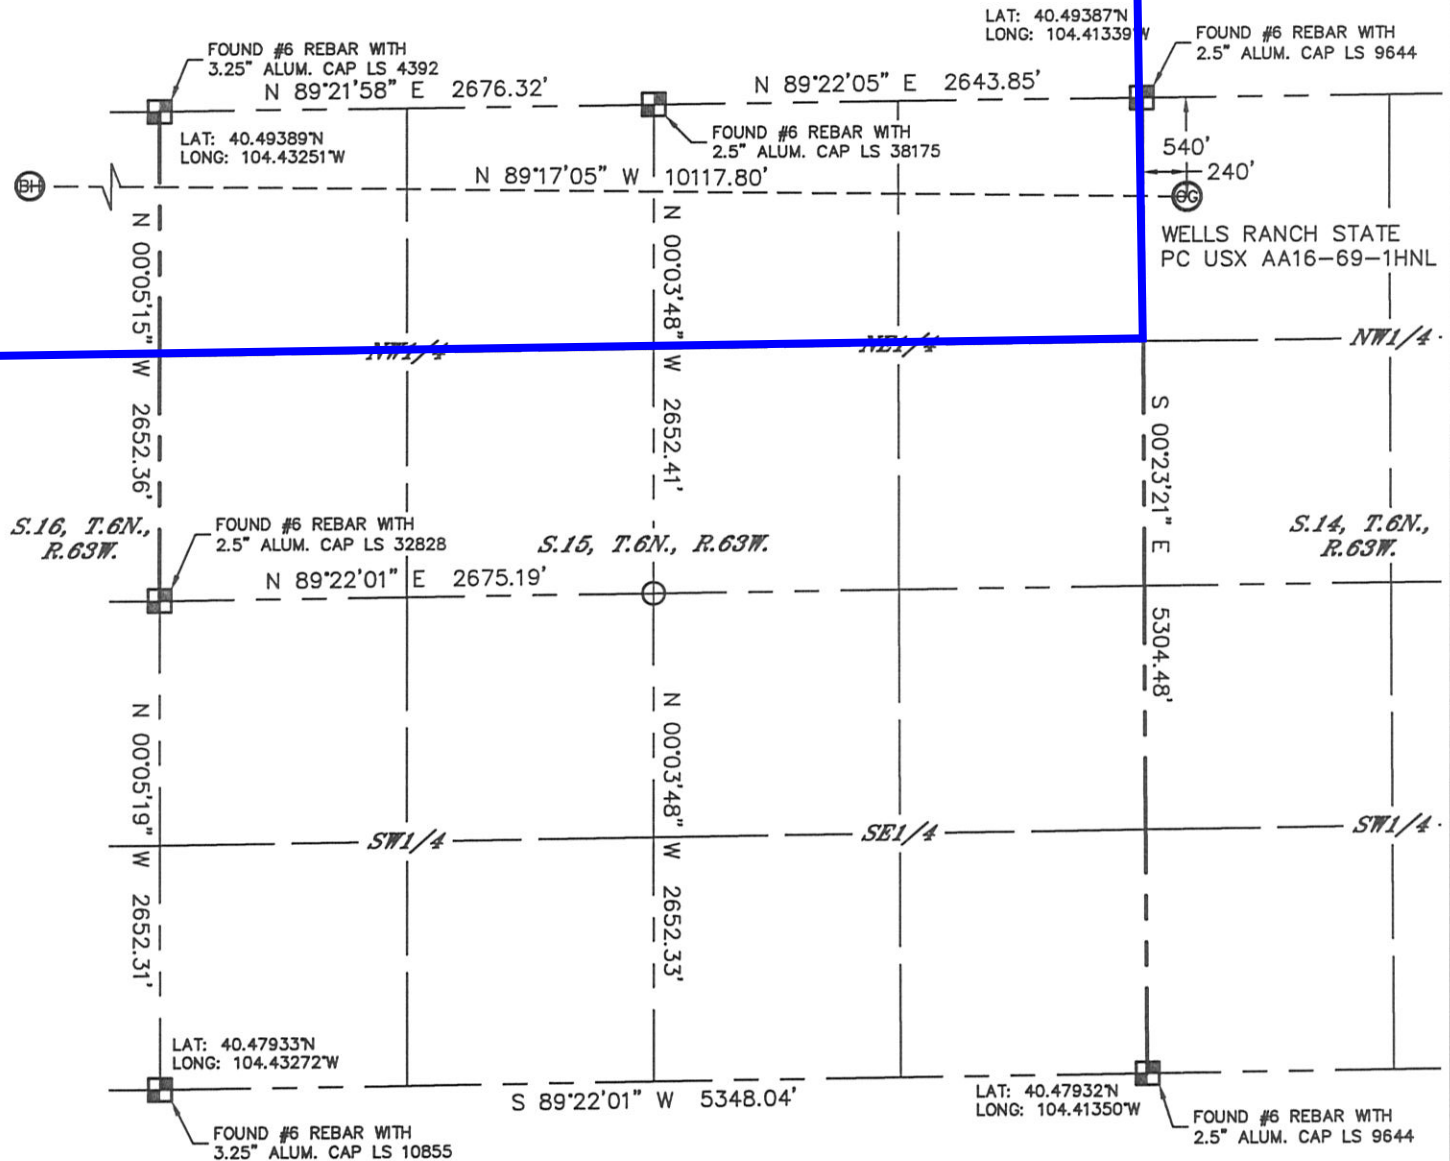 LAT: 40.49387°N
LONG: 104.41339°W
FOUND #6 REBAR WITH
2.5" ALUM. CAP LS 9644
FOUND #6 REBAR WITH
3.25" ALUM. CAP LS 4392
N 89°21'58" E 2676.32'
N 89°22'05" E 2643.85'
LAT: 40.49389°N
LONG: 104.43251°W
FOUND #6 REBAR WITH
2.5" ALUM. CAP LS 38175
540'
240'
BH
N 89°17'05" W 10117.80'
OG
WELLS RANCH STATE
PC USX AA16-69-1HNL
N 00°05'15" W 2652.36'
N 00°03'48" W 2652.41'
NW1/4
NE1/4
NW1/4
S 00°23'21" E 5304.48'
S.16, T.6N.,
R.63W.
FOUND #6 REBAR WITH
2.5" ALUM. CAP LS 32828
S.15, T.6N., R.63W.
S.14, T.6N.,
R.63W.
N 89°22'01" E 2675.19'
N 00°05'19" W 2652.31'
N 00°03'48" W 2652.33'
SW1/4
SE1/4
SW1/4
LAT: 40.47933°N
LONG: 104.43272°W
S 89°22'01" W 5348.04'
LAT: 40.47932°N
LONG: 104.41350°W
FOUND #6 REBAR WITH
3.25" ALUM. CAP LS 10855
FOUND #6 REBAR WITH
2.5" ALUM. CAP LS 9644